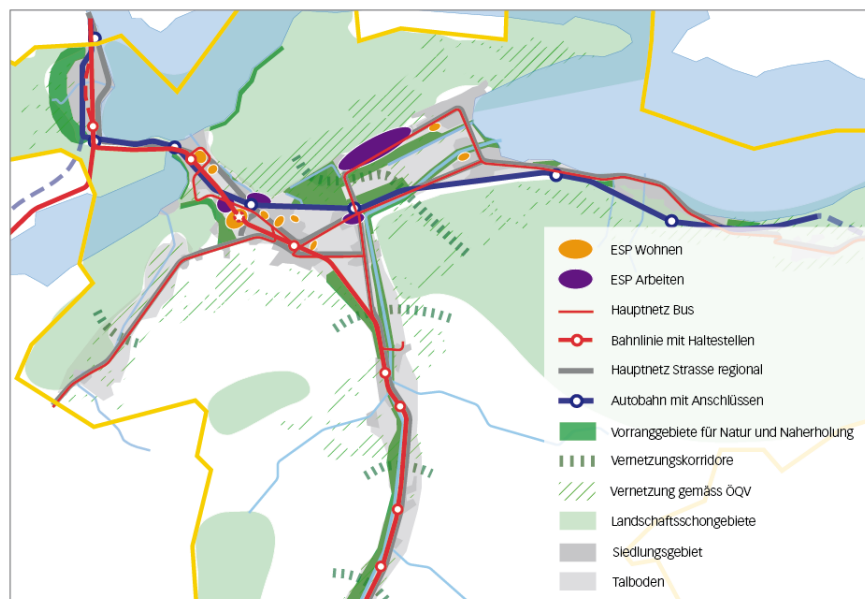 ESP Wohnen
ESP Arbeiten
Hauptnetz Bus
Bahnlinie mit Haltestellen
Hauptnetz Strasse regional
Autobahn mit Anschlüssen
Vorranggebiete für Natur und Naherholung
Vernetzungskorridore
Vernetzung gemäss ÖQV
Landschaftsschongebiete
Siedlungsgebiet
Talboden